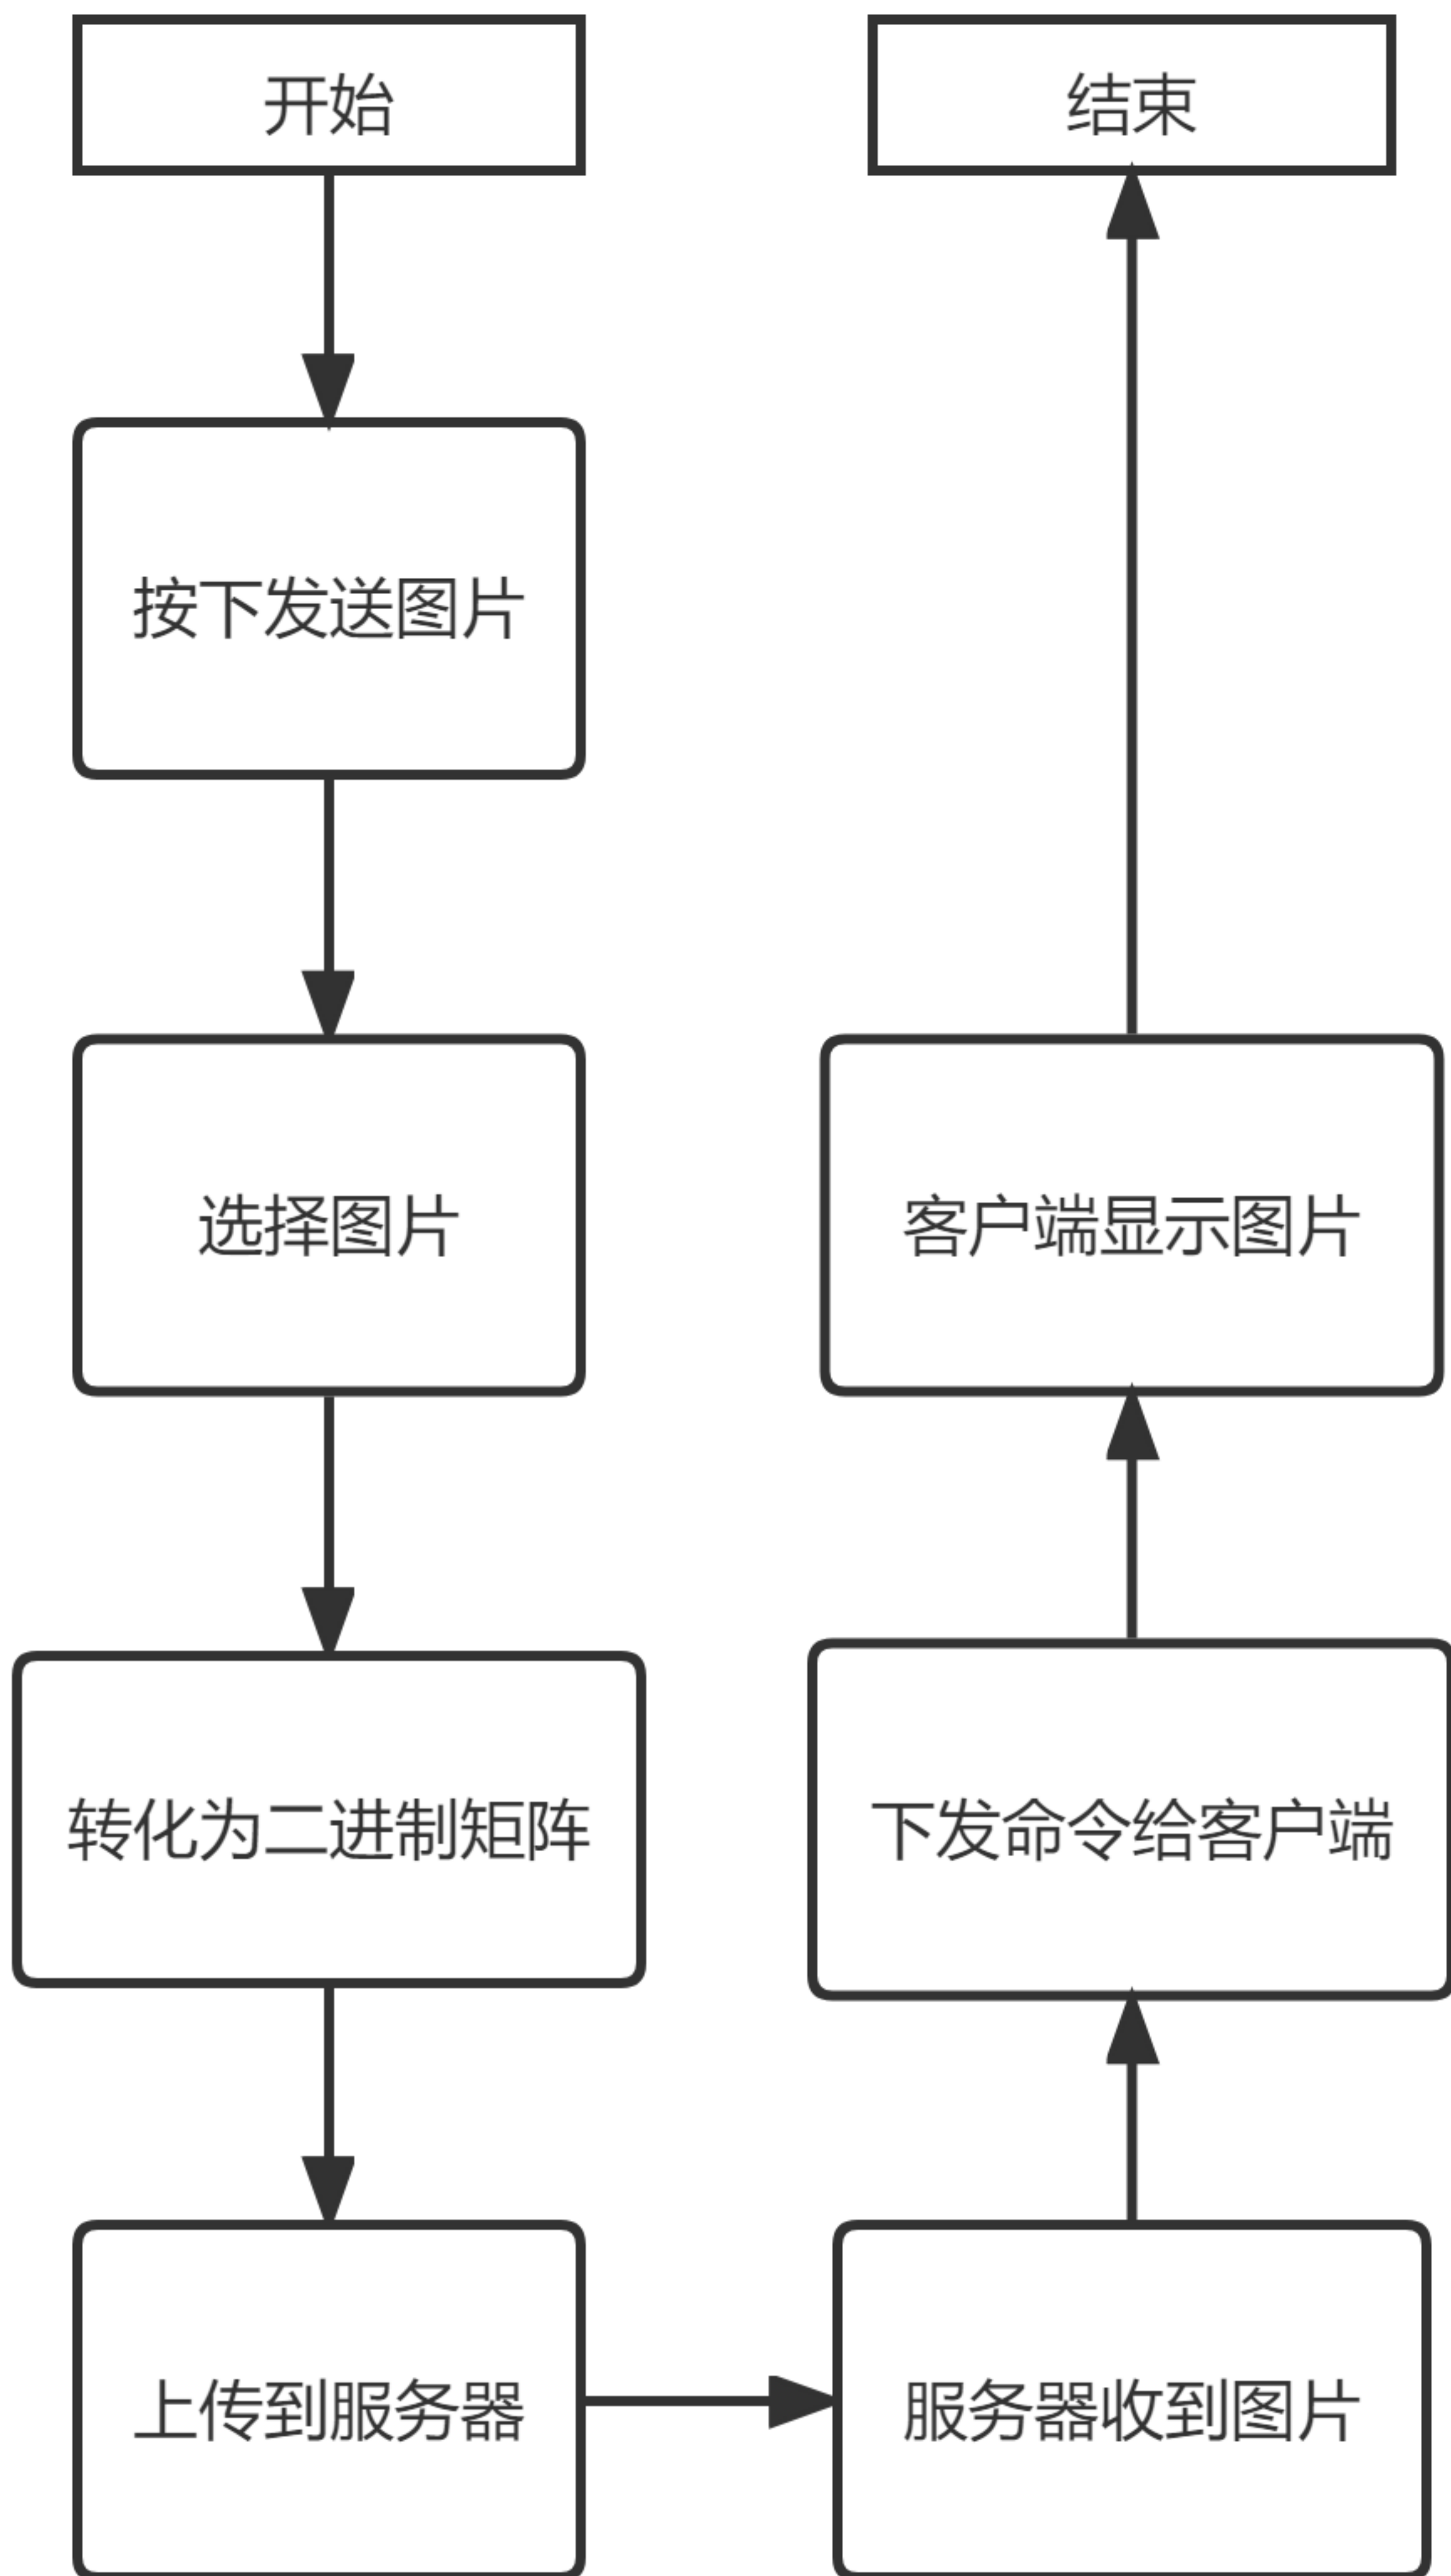 开始
按下发送图片
选择图片
转化为二进制矩阵
上传到服务器
服务器收到图片
下发命令给客户端
客户端显示图片
结束